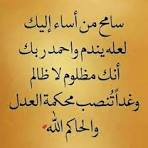 سامح من أساء إليك
لعله يندم واحمد ربك
أنك مظلوم لا ظالم
وغداً تُنصب محكمة العدل
والحاكم الله